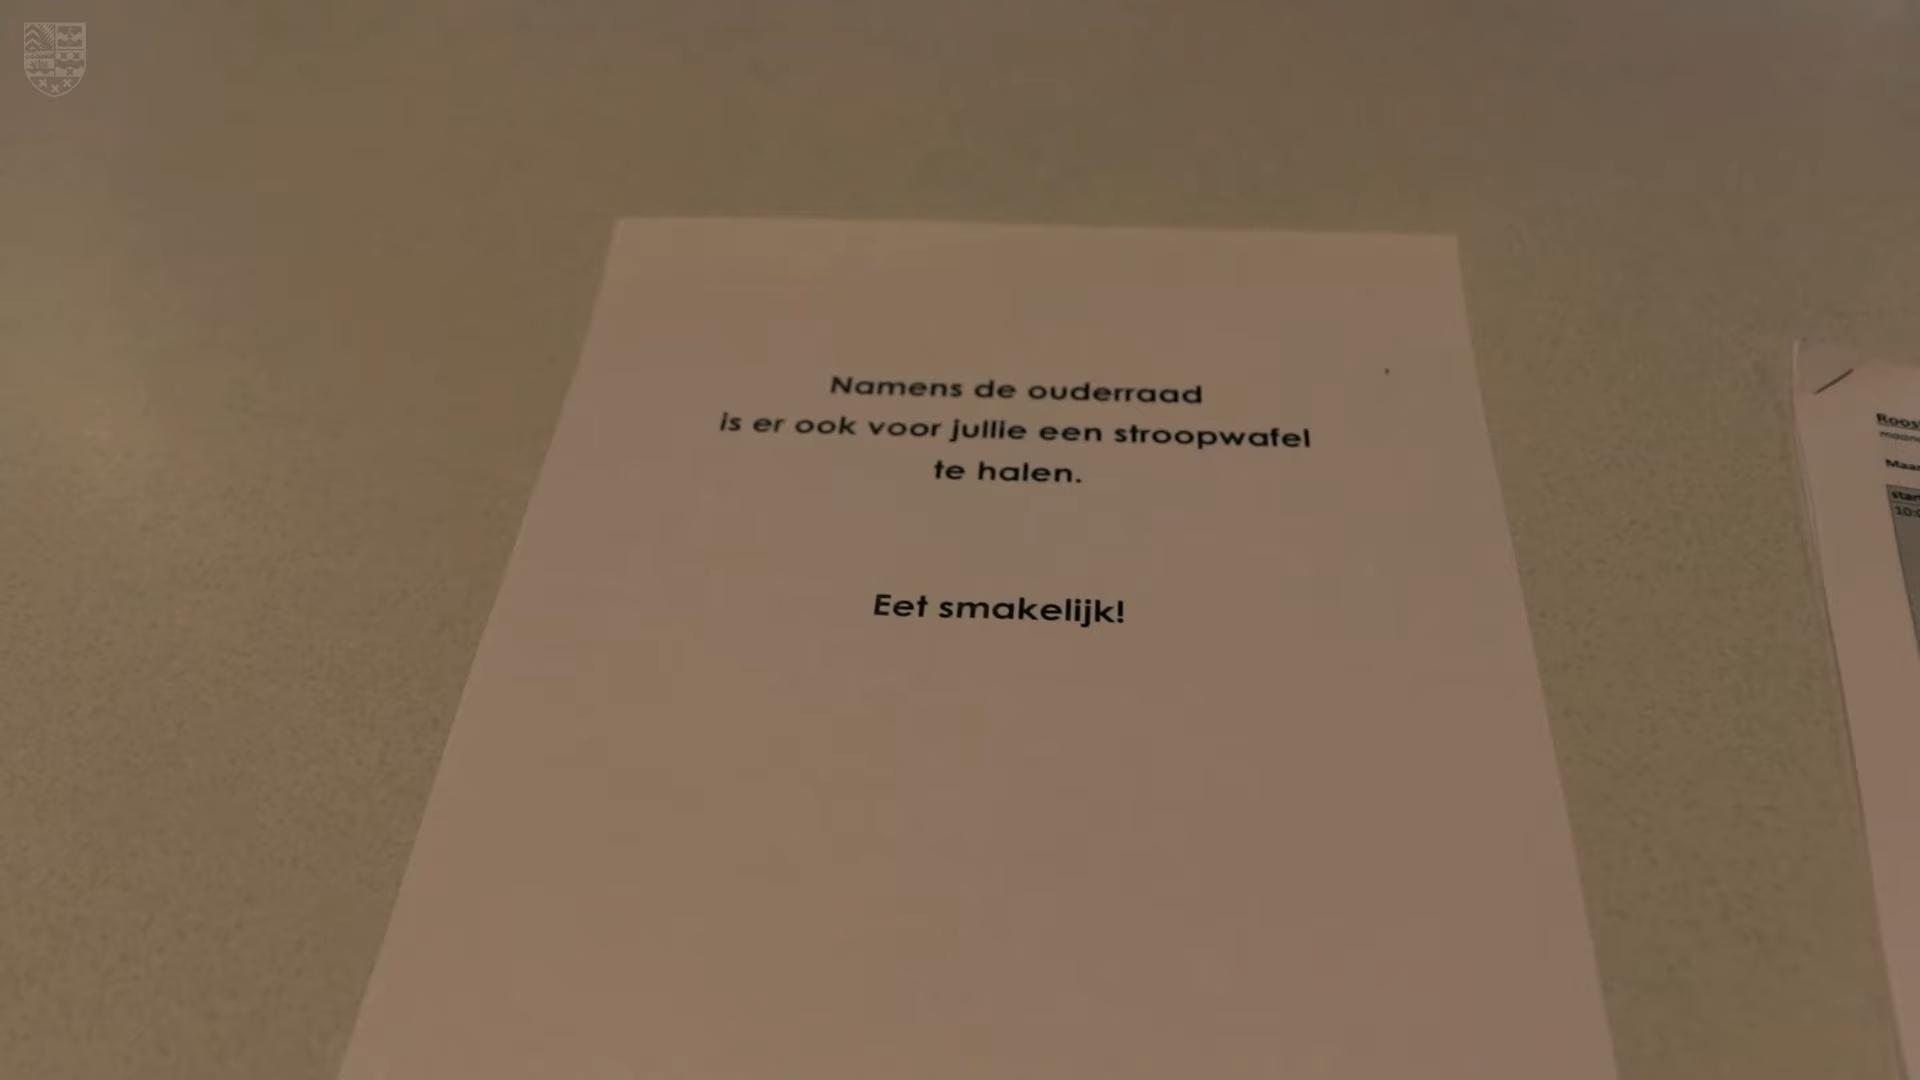 Namens de ouderraad
is er ook voor jullie een stroopwafel
te halen.
Eet smakelijk!